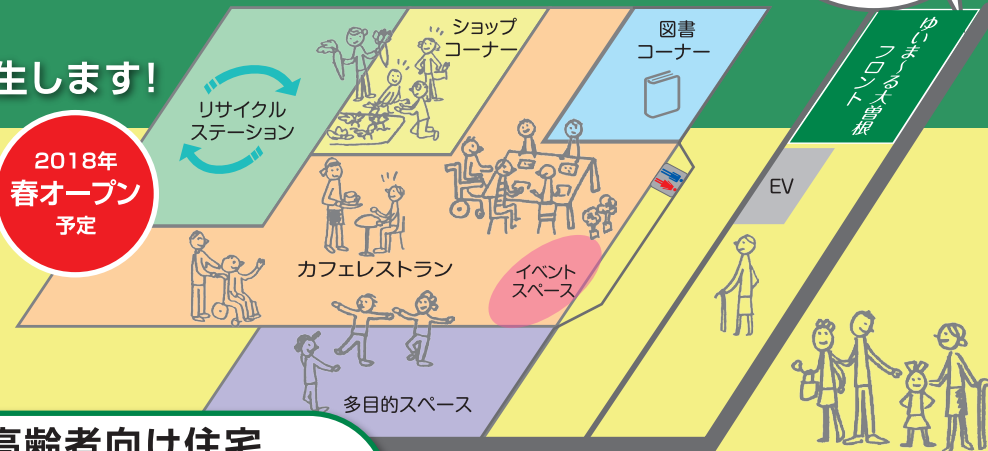 生します!
2018年
春オープン
予定
リサイクル
ステーション
ショップ
コーナー
図書
コーナー
ゆいま～る大曽根
フロント
EV
カフェレストラン
イベント
スペース
多目的スペース
高齢者向け住宅